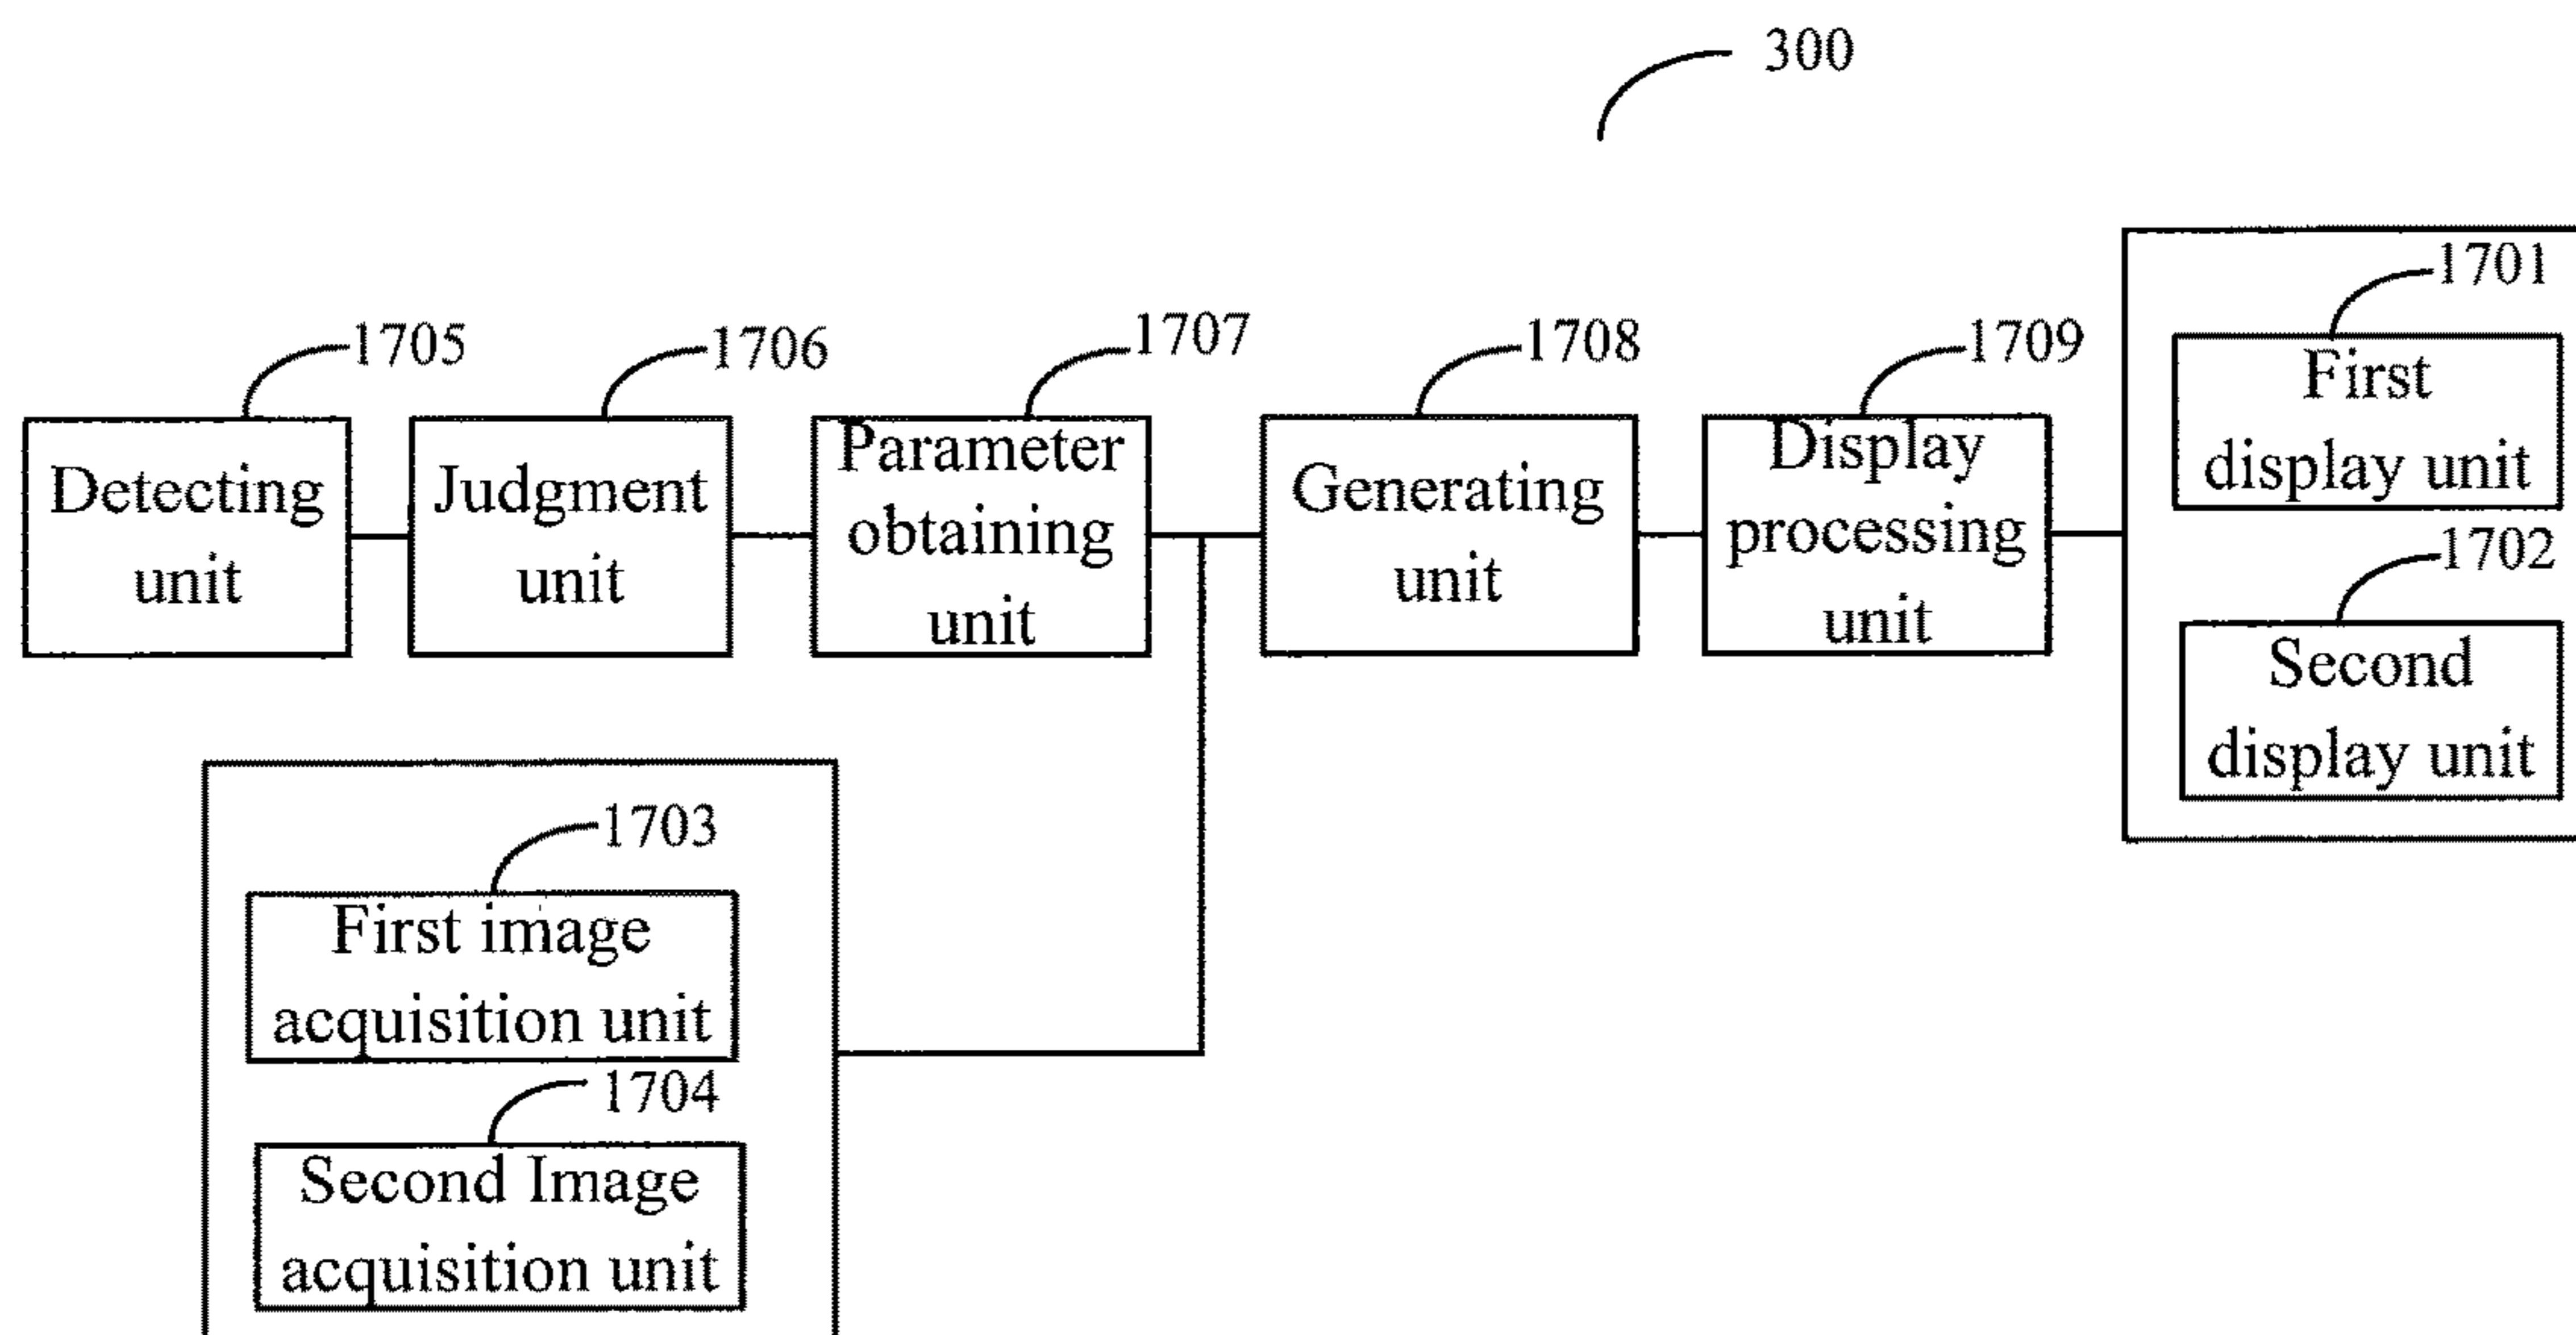 300
1701
First
display unit
1702
Second
display unit
1705
Detecting
unit
1706
Judgment
unit
1707
Parameter
obtaining
unit
1708
Generating
unit
1709
Display
processing
unit
1703
First image
acquisition unit
1704
Second Image
acquisition unit